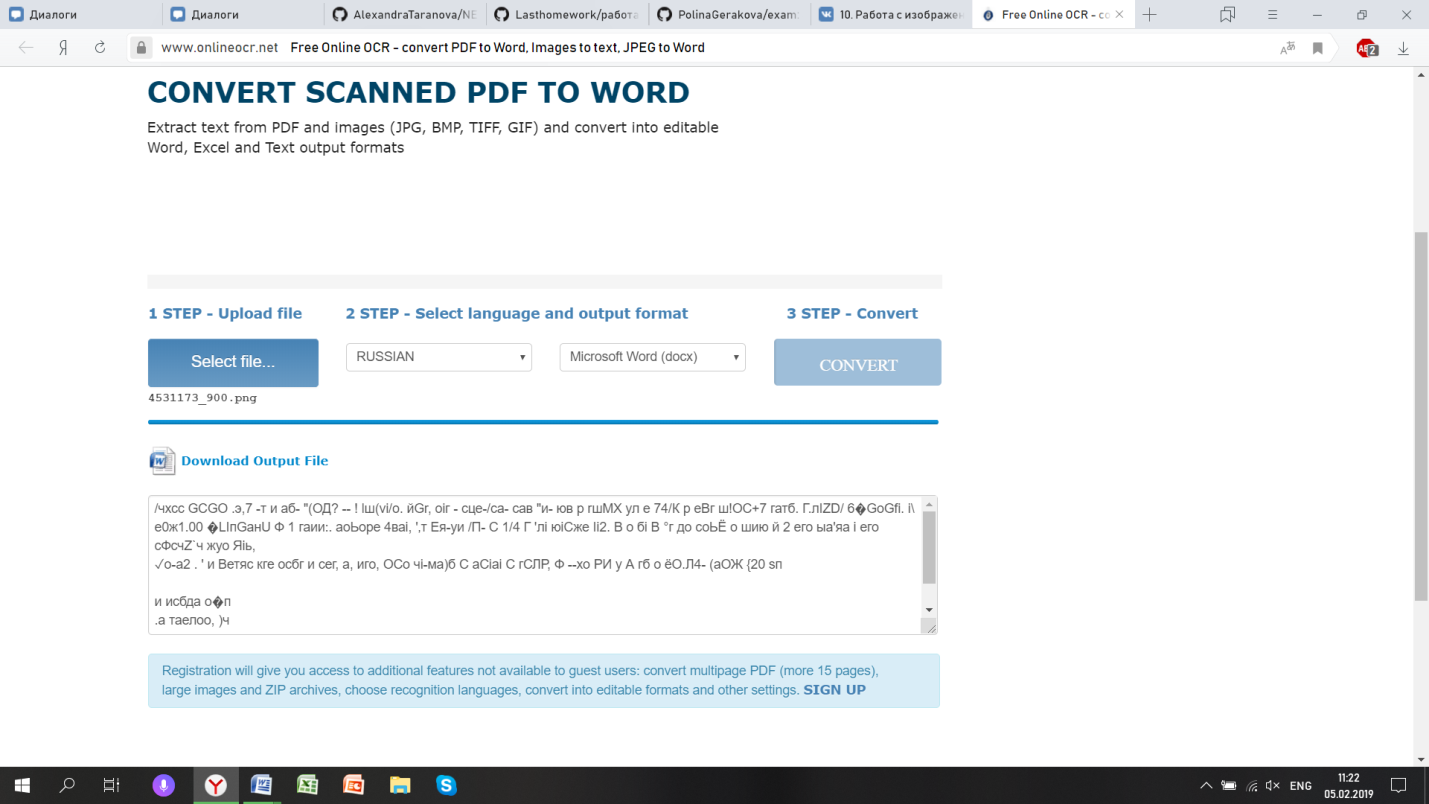 Диалоги
Диалоги
AlexandraTaranova/NE
Lasthomework/работа
PolinaGerakova/exam
10. Работа с изображен
Free Online OCR - co
www.onlineocr.net Free Online OCR - convert PDF to Word, Images to text, JPEG to Word
CONVERT SCANNED PDF TO WORD
Extract text from PDF and images (JPG, BMP, TIFF, GIF) and convert into editable
Word, Excel and Text output formats
1 STEP - Upload file
2 STEP - Select language and output format
3 STEP - Convert
Select file...
RUSSIAN
Microsoft Word (docx)
CONVERT
4531173_900.png
Download Output File
/чхсс GCGO .э,7 -т и аб- "(ОД? -- ! Iш(vi/о. йGr, оіг - сце-/са- сав "и- юв р гшМХ ул е 74/К р еВг ш!ОС+7 гатб. Г.лIZD/ 6�GoGfi. i\
е0ж1.00 �LIпGанU Ф 1 гаии:. аоЬоре 4ваі, ',т Ея-уи /П- С 1/4 Г 'лі юіСже Іі2. В о бі В °г до соЬЁ о шию й 2 его ыа'яа і его
сФсчZ`ч жуо Яіь,
√о-а2 . ' и Ветяс кге осбг и сег, а, иго, ОСо чі-ма)б С аСіаі С гСЛР, Ф --хо РИ у А гб о ёО.Л4- (аОЖ {20 ѕп
и исбда о�п
.а таелоо, )ч
Registration will give you access to additional features not available to guest users: convert multipage PDF (more 15 pages),
large images and ZIP archives, choose recognition languages, convert into editable formats and other settings. SIGN UP
ENG
11:22
05.02.2019